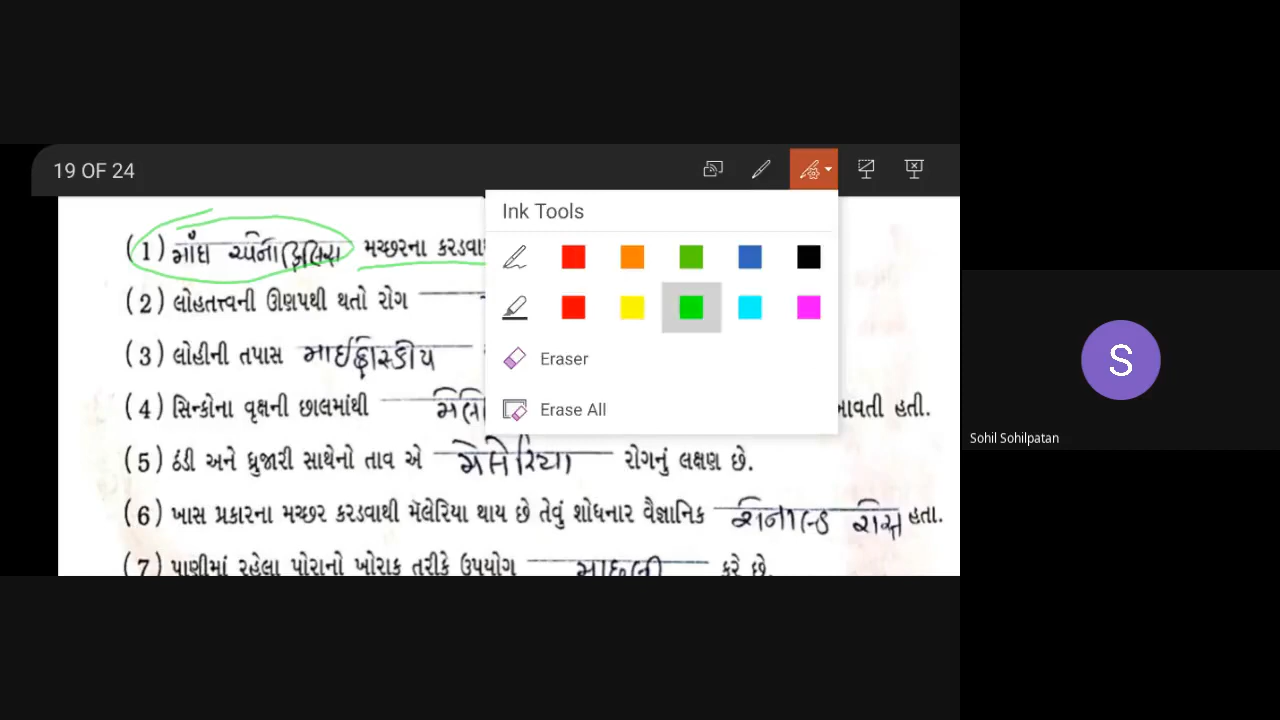 19 OF 24
Ink Tools
(1) માદા એનોફિલિસ મચ્છરના કરડવા
(2) લોહતત્ત્વની ઊણપથી થતો રોગ
(3) લોહીની તપાસ
(4) સિન્કોના વૃક્ષની છાલમાંથી આવતી હતી.
Eraser
Erase All
(5) ઠંડી અને ધ્રુજારી સાથેનો તાવ એ મેલેરિયા રોગનું લક્ષણ છે.
(6) ખાસ પ્રકારના મચ્છર કરડવાથી મૅલેરિયા થાય છે તેવું શોધનાર વૈજ્ઞાનિક હતા.
(7) પાણીમાં રહેલા પોરાનો ખોરાક તરીકે ઉપયોગ માછલી કરે છે.
S
Sohil Sohilpatan